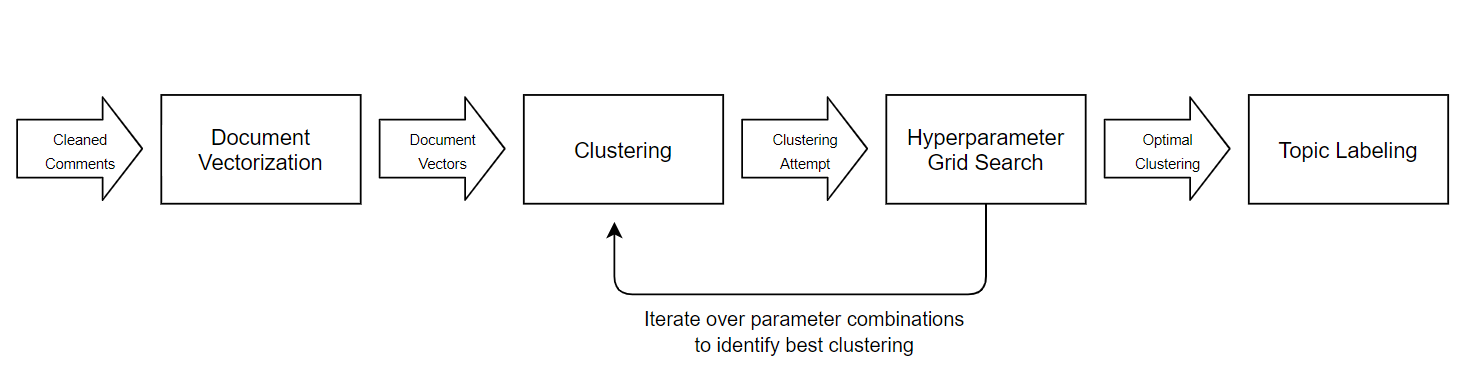 Cleaned
Comments
Document
Vectorization
Document
Vectors
Clustering
Clustering
Attempt
Hyperparameter
Grid Search
Optimal
Clustering
Topic Labeling
Iterate over parameter combinations
to identify best clustering